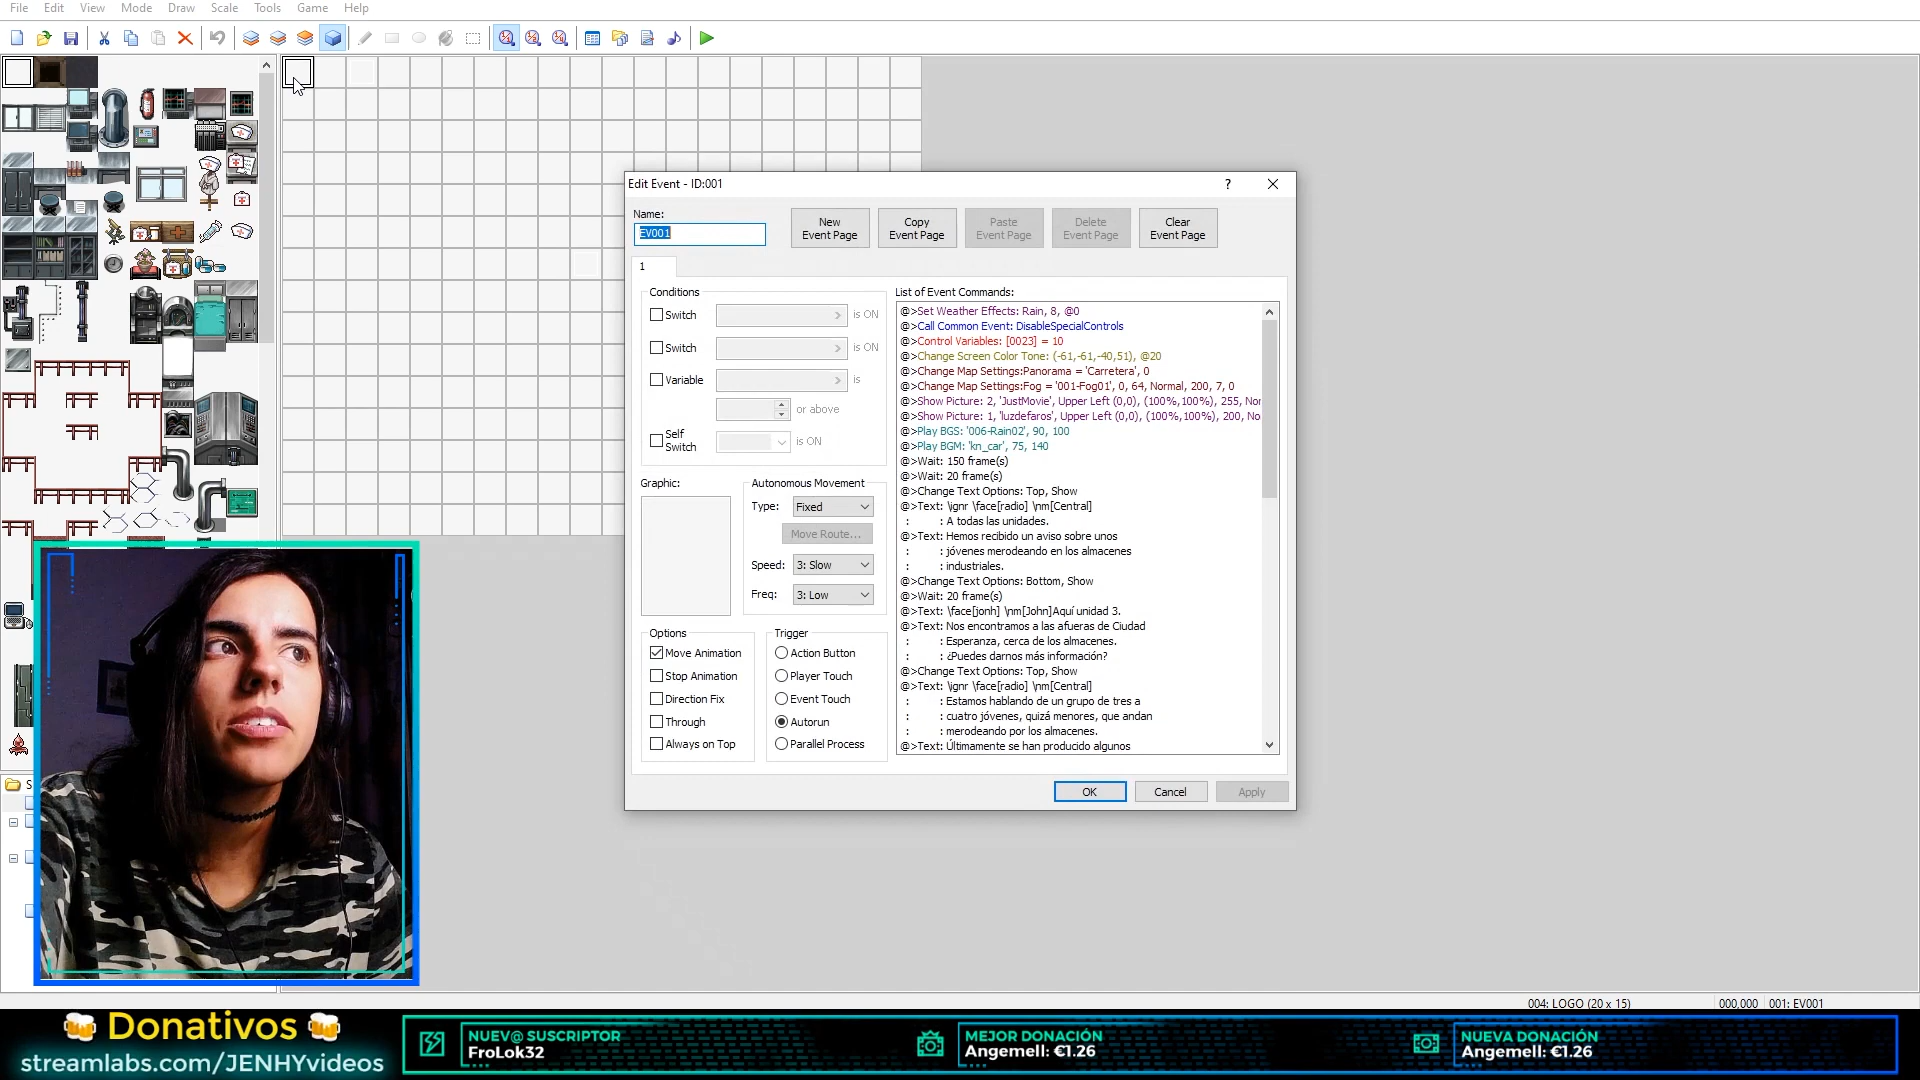 File Edit View Mode Draw Scale Tools Game Help
Edit Event - ID:001
?
Name:
EV001
New Event Page
Copy Event Page
Paste Event Page
Delete Event Page
Clear Event Page
1
Conditions
Switch is ON
Switch is ON
Variable is
or above
Self Switch is ON
Graphic:
Autonomous Movement
Type: Fixed
Move Route...
Speed: 3: Slow
Freq: 3: Low
Options
Move Animation
Stop Animation
Direction Fix
Through
Always on Top
Trigger
Action Button
Player Touch
Event Touch
Autorun
Parallel Process
List of Event Commands:
@>Set Weather Effects: Rain, 8, @0
@>Call Common Event: DisableSpecialControls
@>Control Variables: [0023] = 10
@>Change Screen Color Tone: (-61,-61,-40,51), @20
@>Change Map Settings:Panorama = 'Carretera', 0
@>Change Map Settings:Fog = '001-Fog01', 0, 64, Normal, 200, 7, 0
@>Show Picture: 2, 'JustMovie', Upper Left (0,0), (100%,100%), 255, Nor
@>Show Picture: 1, 'luzdefaros', Upper Left (0,0), (100%,100%), 200, No
@>Play BGS: '006-Rain02', 90, 100
@>Play BGM: 'kn_car', 75, 140
@>Wait: 150 frame(s)
@>Wait: 20 frame(s)
@>Change Text Options: Top, Show
@>Text: \ignr \face[radio] \nm[Central]
: : A todas las unidades.
@>Text: Hemos recibido un aviso sobre unos
: : jóvenes merodeando en los almacenes
: : industriales.
@>Change Text Options: Bottom, Show
@>Wait: 20 frame(s)
@>Text: \face[jonh] \nm[John]Aquí unidad 3.
@>Text: Nos encontramos a las afueras de Ciudad
: : Esperanza, cerca de los almacenes.
: : ¿Puedes darnos más información?
@>Change Text Options: Top, Show
@>Text: \ignr \face[radio] \nm[Central]
: : Estamos hablando de un grupo de tres a
: : cuatro jóvenes, quizá menores, que andan
: : merodeando por los almacenes.
@>Text: Últimamente se han producido algunos
OK
Cancel
Apply
S
004: LOGO (20 x 15) 000,000 001: EV001
Donativos
streamlabs.com/JENHYvideos
NUEV@ SUSCRIPTOR
FroLok32
MEJOR DONACIÓN
Angemell: €1.26
NUEVA DONACIÓN
Angemell: €1.26